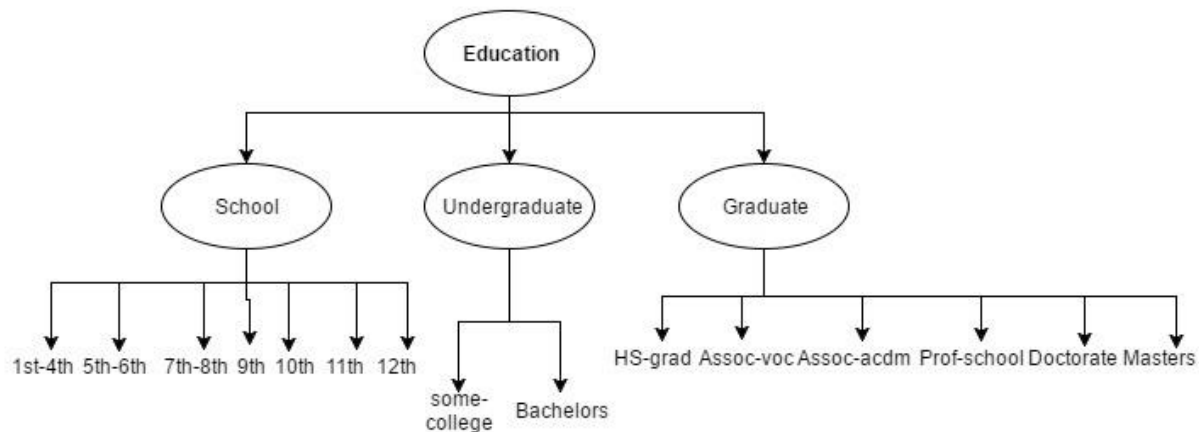 Education
School
Undergraduate
Graduate
1st-4th
5th-6th
7th-8th
9th
10th
11th
12th
some-
college
Bachelors
HS-grad
Assoc-voc
Assoc-acdm
Prof-school
Doctorate
Masters